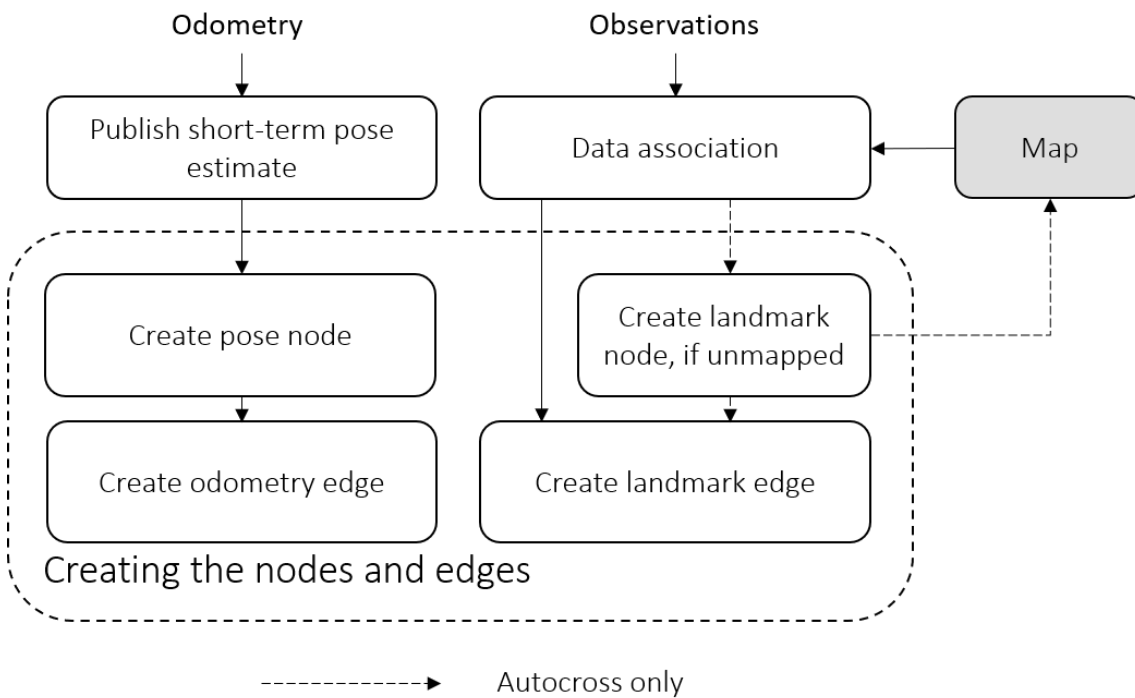 Odometry
Observations
Publish short-term pose
estimate
Data association
Map
Create pose node
Create landmark
node, if unmapped
Create odometry edge
Create landmark edge
Creating the nodes and edges
Autocross only